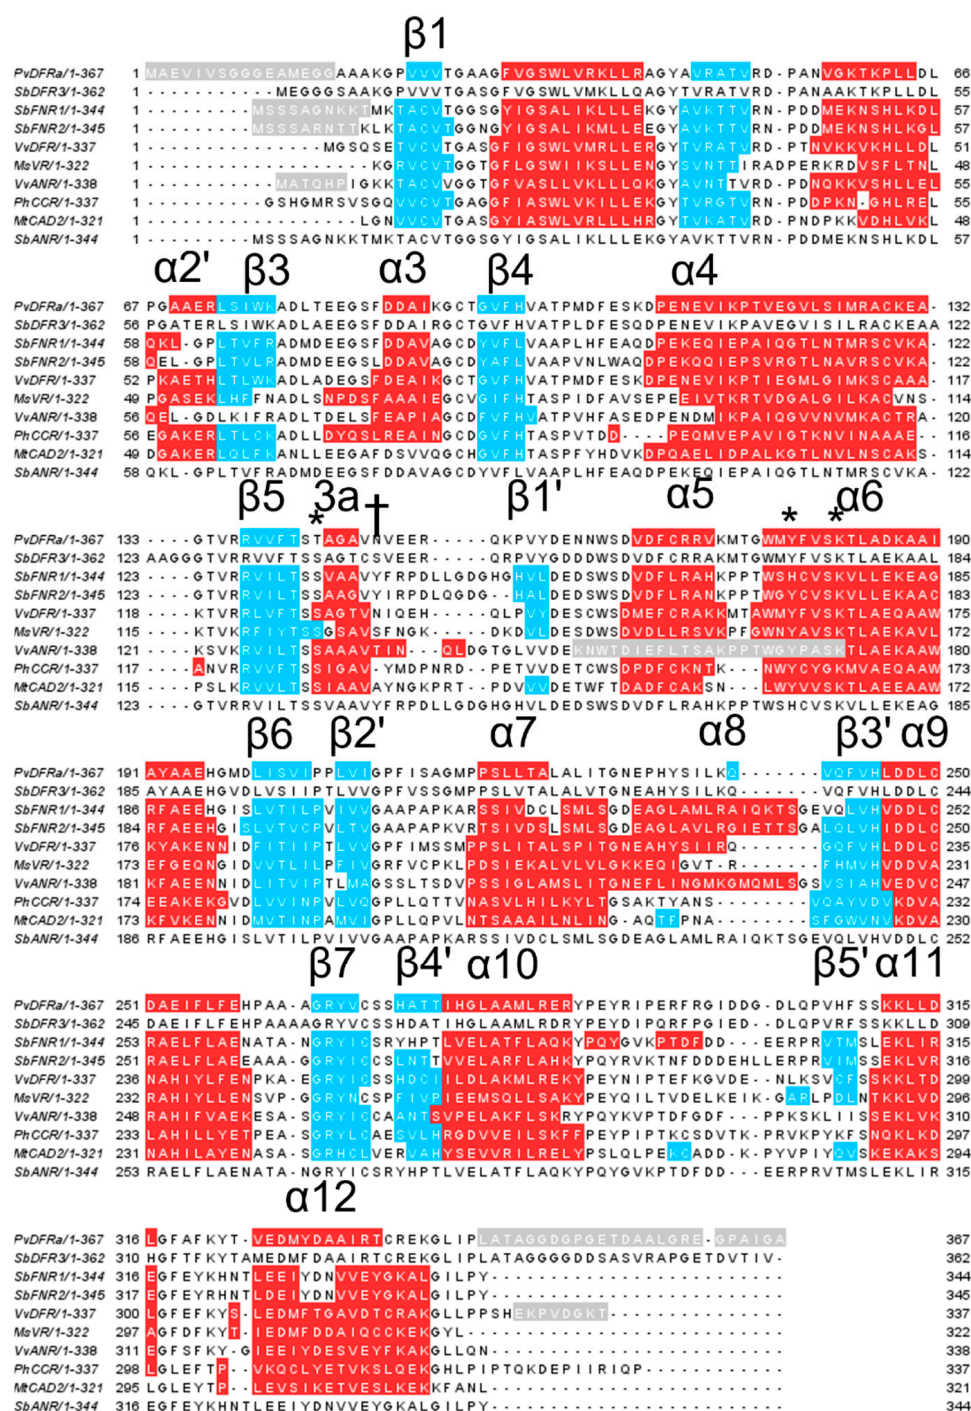 β1
PvDFRa/1-367 1 MAEVIVSGGGEAMEGGAAAKGPVVVTGAAGFVGSWLVRKLLRAGYAVRATVRD-PANVGKTKPLLDL 66
SbDFR3/1-362 1 -----------MEGGGSAAKGPVVVTGASGFVGSWLVMKLLQAGYTVRATVRD-PANAAKTKPLLDL 55
SbFNR1/1-344 1 ---------MSSSAGNKKTMKTACVTGGSGYIGSALIKLLLEKGYAVKTTVRN-PDDMEKNSHLKDL 57
SbFNR2/1-345 1 ---------MSSSARNTTKLKTACVTGGNGYIGSALIKMLLEEGYAVKTTVRN-PDDMEKNSHLKGL 57
VvDFR/1-337 1 ---------------MGSQSETVCVTGASGFIGSWLVMRLLERGYTVRATVRD-PTNVKKVKHLLDL 51
MsVR/1-322 1 -------------------KGRVCVTGGTGFLGSWIIKSLLENGYSVNTTIRADPERKRDVSFLTNL 48
VvANR/1-338 1 -----------MATQHPIGKKTACVVGGTGFVASLLVKLLLQKGYAVNTTVRD-PDNQKKVSHLLEL 55
PhCCR/1-337 1 ----------GSHGMRSVSGQVVCVTGAGGFIASWLVKILLEKGYTVRGTVRN-PDDPKN-GHLREL 55
MtCAD2/1-321 1 ------------------LGNVVCVTGASGYIASWLVRLLLHRGYTVKATVRD-PNDPKKVDHLVKL 48
SbANR/1-344 1 ---------MSSSAGNKKTMKTACVTGGSGYIGSALIKLLLEKGYAVKTTVRN-PDDMEKNSHLKDL 57
α2' β3 α3 β4 α4
PvDFRa/1-367 67 PGAAERLSIWKADLTEEGSFDDAIKGCTGVFHVATPMDFESKDPENEVIKPTVEGVLSIMRACKEA- 132
SbDFR3/1-362 56 PGATERLSIWKADLAEEGSFDDAIRGCTGVFHVATPLDFESQDPENEVIKPAVEGVISILRACKEAA 122
SbFNR1/1-344 58 QKL-GPLTVFRADMDEEGSFDDAVAGCDYVFLVAAPLHFEAQDPEKEQIEPAIQGTLNTMRSCVKA- 122
SbFNR2/1-345 58 QEL-GPLTVFRADMDEEGSLDDAVAGCDYAFLVAAPVNLWAQDPEKQQIEPSVRGTLNAVRSCVKA- 122
VvDFR/1-337 52 PKAETHLTLWKADLADEGSFDEAIKGCTGVFHVATPMDFESKDPENEVIKPTIEGMLGIMKSCAAA- 117
MsVR/1-322 49 PGASEKLHFFNADLSNPDSFAAAIEGCVGIFHTASPIDFAVSEPEEIVTKRTVDGALGILKACVNS- 114
VvANR/1-338 56 QEL-GDLKIFRADLTDELSFEAPIAGCDFVFHVATPVHFASEDPENDMIKPAIQGVVNVMKACTRA- 120
PhCCR/1-337 56 EGAKERLTLCKADLLDYQSLREAINGCDGVFHTASPVTDD----PEQMVEPAVIGTKNVINAAAE- 116
MtCAD2/1-321 49 DGAKERLQLFKANLLEEGAFDSVVQGCHGVFHTASPFYHDVKDPQAELIDPALKGTLNVLNSCAKS- 114
SbANR/1-344 58 QKL-GPLTVFRADMDEEGSFDDAVAGCDYVFLVAAPLHFEAQDPEKEQIEPAIQGTLNTMRSCVKA- 122
β5 * 3a † β1' α5 * * α6
PvDFRa/1-367 133 ----GTVRRVVFTSTAGAVNVEER-----QKPVYDENNWSDVDFCRRVKMTGWMYFVSKTLADKAAI 190
SbDFR3/1-362 123 AAGGGTVRRVVFTSSAGTCSVEER-----QRPVYGDDDWSDVDFCRRVKMTGWMYFVSKALAEKAAL 184
SbFNR1/1-344 123 ----GTVRRVILTSSVAAVYFRPDLLGDGHGHVLDEDSWSDVDFLRAHKPPTWSHCVSKVLLEKEAG 185
SbFNR2/1-345 123 ----GTVRRVILTSSAAGVYIRPDLQGDG--HALDEDSWSDVDFLRANKPPTWGYCVSKVLLEKAAC 183
VvDFR/1-337 118 ----KTVRRLVFTSSAGTVNIQEH-----QLPVYDESCWSDMEFCRAKKMTAWMYFVSKTLAEQAAW 175
MsVR/1-322 115 ----KTVKRFIYTSSGSAVSFNGK-----DKDVLDESDWSDVDLLRSVKPFGWNYAVSKTLAEKAVL 172
VvANR/1-338 121 ----KSVKRVILTSSAAAVTIN--QLDGTGLVVDEKNWTDIEFLTSAKPPTWGYPASKTLAEKAAW 180
PhCCR/1-337 117 ----ANVRRVVFTSSIGAV-YMDPNRD--PETVVDETCWSDPDFCKNTK---NWYCYGKMVAEQAAW 173
MtCAD2/1-321 115 ----PSLKRVVLTSSIAAVAYNGKPRT--PDVVVDETWFTDADFCAKSN---LWYVVSKTLAEEAAW 172
SbANR/1-344 123 ----GTVRRVILTSSVAAVYFRPDLLGDGHGHVLDEDSWSDVDFLRAHKPPTWSHCVSKVLLEKEAG 185
β6 β2' α7 α8 β3' α9
PvDFRa/1-367 191 AYAAEHGMDLISVIPPLVIGPFISAGMPPSLLTALALITGNEPHYSILKQ-------VQFVHLDDLC 250
SbDFR3/1-362 185 AYAAEHGVDLVSIIPTLVVGPFVSSGMPPSLVTALALVTGNEAHYSILKQ-------VQFVHLDDLC 244
SbFNR1/1-344 186 RFAEEHGISLVTILPVIVVGAAPAPKARSSIVDCLSMLSGDEAGLAMLRAIQKTSGEVQLVHVDDLC 252
SbFNR2/1-345 184 RFAEEHGISLVTVCPVLTVGAAPAPKVRTSIVDSLSMLSGDEAGLAVLRGIETTSGALQLVHIDDLC 250
VvDFR/1-337 176 KYAKENNIDFITIIPTLVVGPFIMSSMPPSLITALSPITGNEAHYSIIRQ-------GQFVHLDDLC 235
MsVR/1-322 173 EFGEQNGIDVVTLILPFIVGRFVCPKLPDSIEKALVLVLGKKEQIGVT-R-------FHMVHVDDVA 231
VvANR/1-338 181 KFAEENNIDLITVIPTLMAGSSLTSDVPSSIGLAMSLITGNEFLINGMKGMQMLSGSVSIAHVEDVC 247
PhCCR/1-337 174 EEAKEKGVDLVVINPVLVQGPLLQTTVNASVLHILKYLTGSAKTYANS---------VQAYVDVKDVA 232
MtCAD2/1-321 173 KFVKENNIDMVTINPAMVIGPLLQPVLNTSAAAILNLING-AQTFPNA---------SFGWVNVKDVA 230
SbANR/1-344 186 RFAEEHGISLVTILPVIVVGAAPAPKARSSIVDCLSMLSGDEAGLAMLRAIQKTSGEVQLVHVDDLC 252
β7 β4' α10 β5' α11
PvDFRa/1-367 251 DAEIFLFEHPAA-AGRYVCSSHATTIHGLAAMLRERYPEYRIPERFRGIDDG-DLQPVHFSSKKLLD 315
SbDFR3/1-362 245 DAEIFLFEHPAAAAGRYVCSSHDATIHGLAAMLRDRYPEYDIPQRFPGIED--DLQPVRFSSKKLLD 309
SbFNR1/1-344 253 RAELFLAENATA-NGRYICSRYHPTLVELATFLAQKYPQYGVKPTDFDD---EERPRVTMSLEKLIR 315
SbFNR2/1-345 251 RAELFLAEEAAA-GGRYICCSLNTTVVELARFLAHKYPQYRVKTNFDDDEHLLERPRVIMSSEKLVR 316
VvDFR/1-337 236 NAHIYLFENPKA-EGRYICSSHDCIILDLAKMLREKYPEYNIPTEFKGVDE--NLKSVCFSSKKLTD 299
MsVR/1-322 232 RAHIYLLENSVP-GGRYNCSPFIVPIEEMSQLLSAKYPEYQILTVDELKEIK-GARLPDLNTKKLVD 296
VvANR/1-338 248 RAHIFVAEKESA-SGRYICCAANTSVPELAKFLSKRYPQYKVPTDFGDF---PPKSKLIISSEKLVK 310
PhCCR/1-337 233 LAHILLYETPEA-SGRYLCAESVLHRGDVVEILSKFFPEYPIPTKCSDVTK-PRVKPYKFSNQKLKD 297
MtCAD2/1-321 231 NAHILAYENASA-SGRHCLVERVAHYSEVVRILRELYPSLQLPEKCADD-K-PYVPIYQVSKEKAKS 294
SbANR/1-344 253 RAELFLAENATA-NGRYICSRYHPTLVELATFLAQKYPQYGVKPTDFDD---EERPRVTMSLEKLIR 315
α12
PvDFRa/1-367 316 LGFAFKYT-VEDMYDAAIRTCREKGLIPLATAGGDGPGETDAALGRE-GPAIGA 367
SbDFR3/1-362 310 HGFTFKYTAMEDMFDAAIRTCREKGLIPLATAGGGGDDSASVRAPGETDVTIV- 362
SbFNR1/1-344 316 EGFEYKHNTLEEIYDNVVEYGKALGILPY------------------------- 344
SbFNR2/1-345 317 EGFEYRHNTLDEIYDNVVEYGKALGILPY------------------------- 345
VvDFR/1-337 300 LGFEFKYS-LEDMFTGAVDTCRAKGLLPPSHEKPVDGKT--------------- 337
MsVR/1-322 297 AGFDFKYT-IEDMFDDAIQCCKEKGYL--------------------------- 322
VvANR/1-338 311 EGFSFKY-GIEEIYDESVEYFKAKGLLQN------------------------- 338
PhCCR/1-337 298 LGLEFTP--VKQCLYETVKSLQEKGHLPIPTQKDEPIIRIQP------------ 337
MtCAD2/1-321 295 LGLEYTP--LEVSIKETVESLKEKKFANL------------------------- 321
SbANR/1-344 316 EGFEYKHNTLEEIYDNVVEYGKALGILPY------------------------- 344